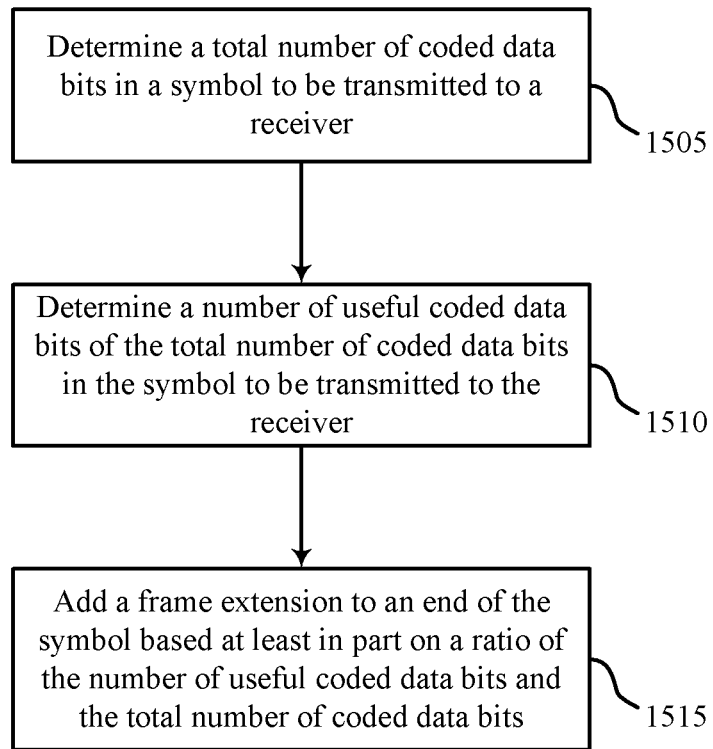 Determine a total number of coded data
bits in a symbol to be transmitted to a
receiver
1505
Determine a number of useful coded data
bits of the total number of coded data bits
in the symbol to be transmitted to the
receiver
1510
Add a frame extension to an end of the
symbol based at least in part on a ratio of
the number of useful coded data bits and
the total number of coded data bits
1515